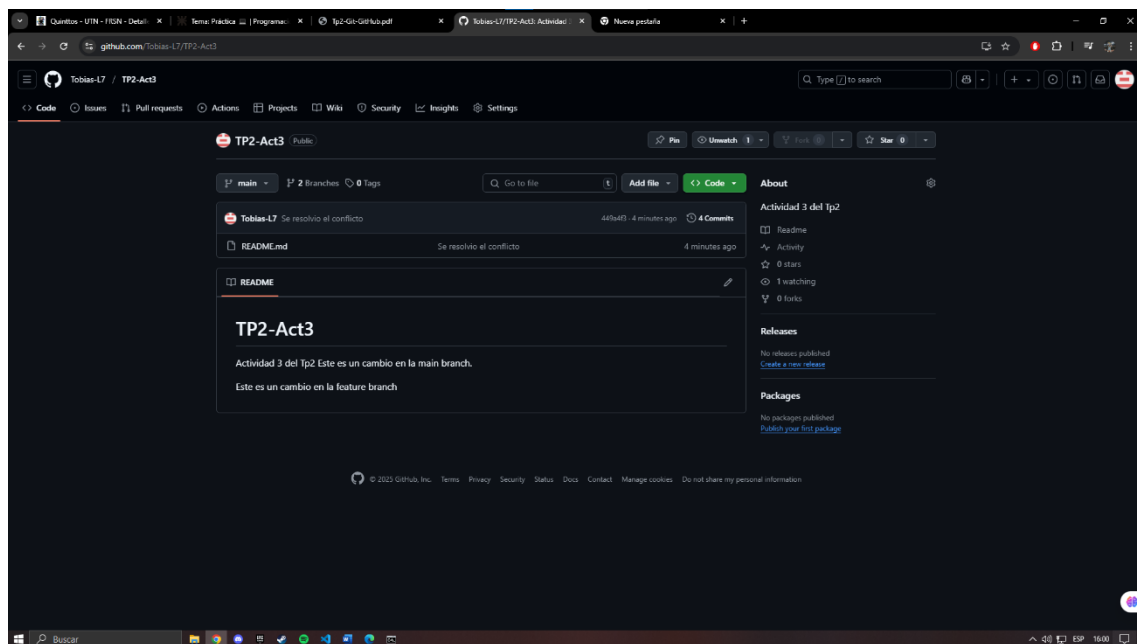 Quinttos - UTN - FRSN - Detall
Tema: Práctica
Programac
Tp2-Git-GitHub.pdf
Tobias-L7/TP2-Act3: Actividad
Nueva pestaña
github.com/Tobias-L7/TP2-Act3
Tobias-L7 / TP2-Act3
Type / to search
Code Issues Pull requests Actions Projects Wiki Security Insights Settings
TP2-Act3 Public
Pin Unwatch 1 Fork 0 Star 0
main 2 Branches 0 Tags Go to file t Add file Code
Tobias-L7 Se resolvio el conflicto 449a4f3 · 4 minutes ago 4 Commits
README.md Se resolvio el conflicto 4 minutes ago
README
TP2-Act3
Actividad 3 del Tp2 Este es un cambio en la main branch.
Este es un cambio en la feature branch
About
Actividad 3 del Tp2
Readme
Activity
0 stars
1 watching
0 forks
Releases
No releases published
Create a new release
Packages
No packages published
Publish your first package
© 2025 GitHub, Inc. Terms Privacy Security Status Docs Contact Manage cookies Do not share my personal information
Buscar
ESP 16:00